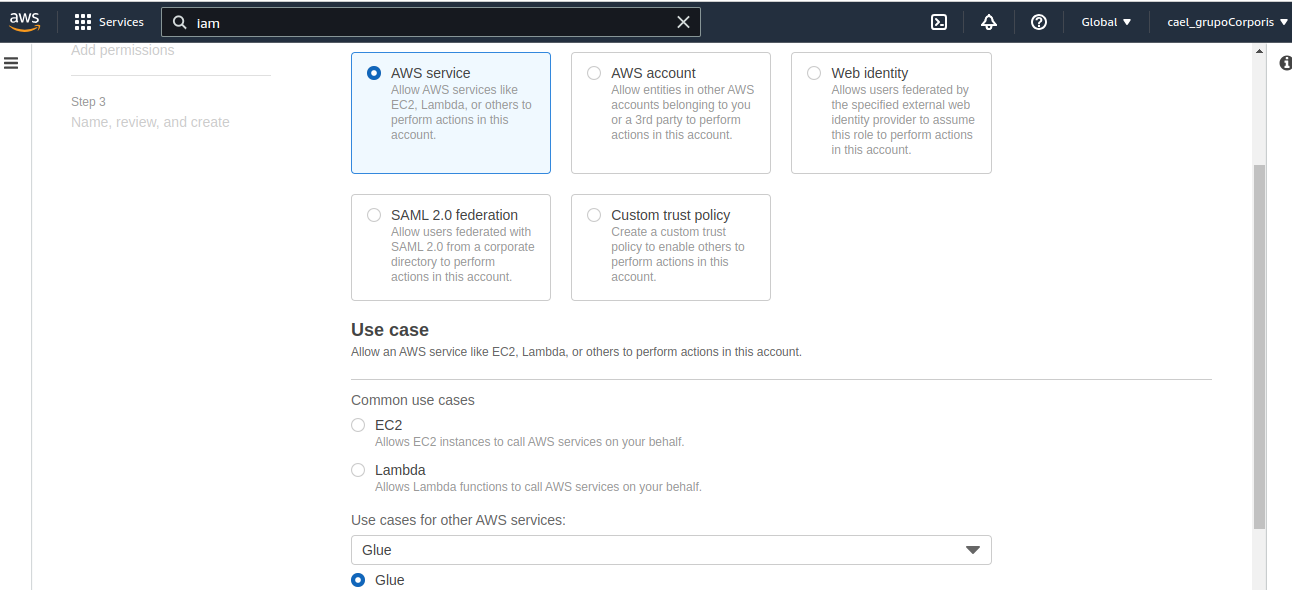 aws
Services
iam
Global
cael_grupoCorporis
Add permissions
Step 3
Name, review, and create
AWS service
Allow AWS services like
EC2, Lambda, or others to
perform actions in this
account.
AWS account
Allow entities in other AWS
accounts belonging to you
or a 3rd party to perform
actions in this account.
Web identity
Allows users federated by
the specified external web
identity provider to assume
this role to perform actions
in this account.
SAML 2.0 federation
Allow users federated with
SAML 2.0 from a corporate
directory to perform
actions in this account.
Custom trust policy
Create a custom trust
policy to enable others to
perform actions in this
account.
Use case
Allow an AWS service like EC2, Lambda, or others to perform actions in this account.
Common use cases
EC2
Allows EC2 instances to call AWS services on your behalf.
Lambda
Allows Lambda functions to call AWS services on your behalf.
Use cases for other AWS services:
Glue
Glue